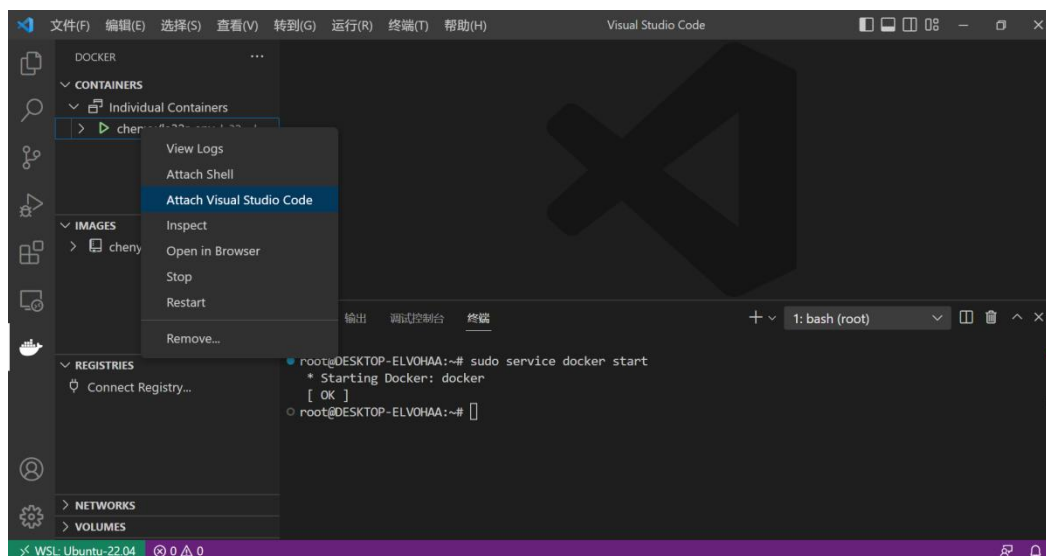 文件(F) 编辑(E) 选择(S) 查看(V) 转到(G) 运行(R) 终端(T) 帮助(H) Visual Studio Code
DOCKER ...
CONTAINERS
Individual Containers
View Logs
Attach Shell
Attach Visual Studio Code
Inspect
Open in Browser
Stop
Restart
Remove...
IMAGES
cheny
REGISTRIES
Connect Registry...
NETWORKS
VOLUMES
输出 调试控制台 终端 1: bash (root)
root@DESKTOP-ELVOHAA:~# sudo service docker start
* Starting Docker: docker
[ OK ]
root@DESKTOP-ELVOHAA:~#
WSL: Ubuntu-22.04 0 0